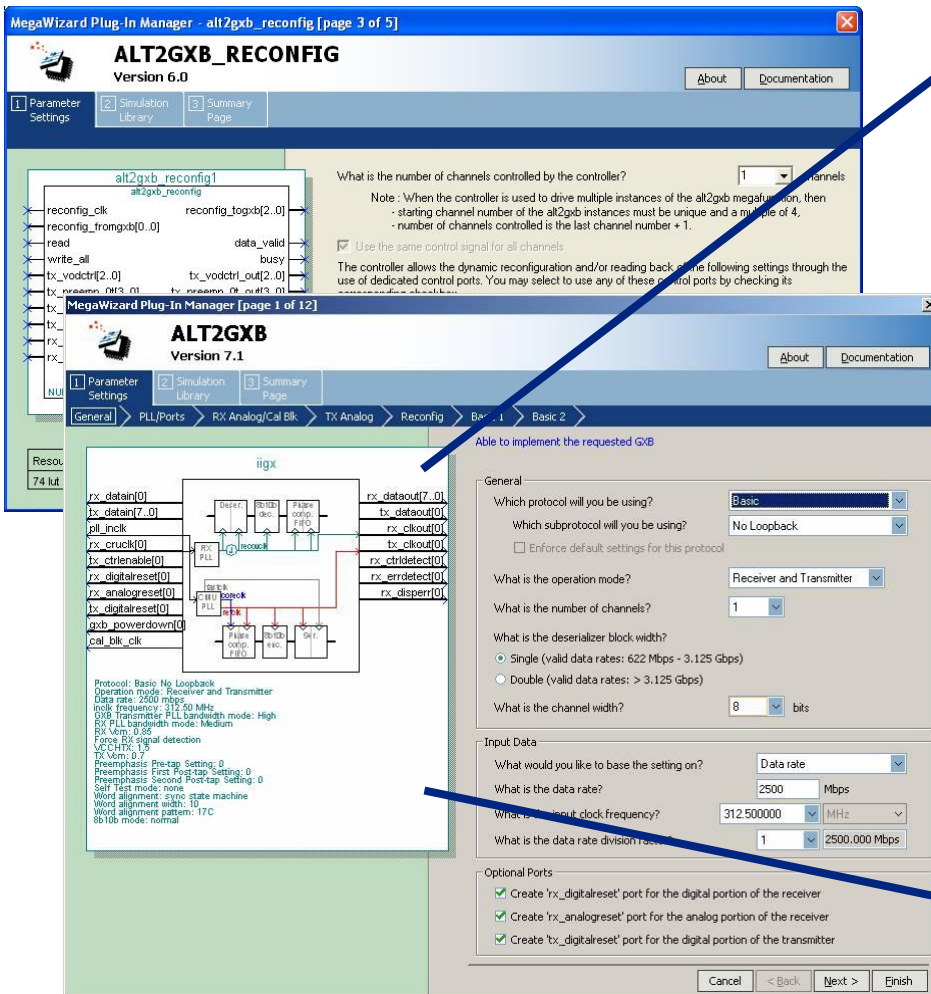 MegaWizard Plug-In Manager - alt2gxb_reconfig [page 3 of 5]
ALT2GXB_RECONFIG
Version 6.0
About
Documentation
1 Parameter Settings
2 Simulation Library
3 Summary Page
alt2gxb_reconfig1
alt2gxb_reconfig
reconfig_clk reconfig_togxb[2..0]
reconfig_fromgxb[0..0]
read data_valid
write_all busy
tx_vodctrl[2..0] tx_vodctrl_out[2..0]
What is the number of channels controlled by the controller? 1
Note : When the controller is used to drive multiple instances of the alt2gxb megafunction, then
- starting channel number of the alt2gxb instances must be unique and a multiple of 4,
- number of channels controlled is the last channel number + 1.
Use the same control signal for all channels
The controller allows the dynamic reconfiguration and/or reading back of the following settings through the
use of dedicated control ports. You may select to use any of these control ports by checking its
tx_
tx_
rx_
rx_
NU
Resou
74 lut
MegaWizard Plug-In Manager [page 1 of 12]
ALT2GXB
Version 7.1
About
Documentation
1 Parameter Settings
2 Simulation Library
3 Summary Page
General
PLL/Ports
RX Analog/Cal Blk
TX Analog
Reconfig
Basic 1
Basic 2
iigx
rx_datain[0] rx_dataout[7..0]
tx_datain[7..0] tx_dataout[0]
pll_inclk rx_clkout[0]
rx_cruclk[0] tx_clkout[0]
tx_ctrlenable[0] rx_ctrldetect[0]
rx_digitalreset[0] rx_errdetect[0]
rx_analogreset[0] rx_disperr[0]
tx_digitalreset[0]
gxb_powerdown[0]
cal_blk_clk
Deser.
8b10b dec.
Phase comp. FIFO
RX PLL
CMU PLL
Phase comp. FIFO
8b10b enc.
Ser.
Protocol: Basic No Loopback
Operation mode: Receiver and Transmitter
Data rate: 2500 mbps
inclk frequency: 312.50 MHz
GXB Transmitter PLL bandwidth mode: High
RX PLL bandwidth mode: Medium
RX Vcm: 0.85
Force RX signal detection
VCCHTX: 1.5
TX Vcm: 0.7
Preemphasis Pre-tap Setting: 0
Preemphasis First Post-tap Setting: 0
Preemphasis Second Post-tap Setting: 0
Self Test mode: none
Word alignment: sync state machine
Word alignment width: 10
Word alignment pattern: 17C
8b10b mode: normal
Able to implement the requested GXB
General
Which protocol will you be using? Basic
Which subprotocol will you be using? No Loopback
Enforce default settings for this protocol
What is the operation mode? Receiver and Transmitter
What is the number of channels? 1
What is the deserializer block width?
Single (valid data rates: 622 Mbps - 3.125 Gbps)
Double (valid data rates: > 3.125 Gbps)
What is the channel width? 8 bits
Input Data
What would you like to base the setting on? Data rate
What is the data rate? 2500 Mbps
What is the input clock frequency? 312.500000 MHz
What is the data rate division factor? 1 2500.000 Mbps
Optional Ports
Create 'rx_digitalreset' port for the digital portion of the receiver
Create 'rx_analogreset' port for the analog portion of the receiver
Create 'tx_digitalreset' port for the digital portion of the transmitter
Cancel
< Back
Next >
Finish